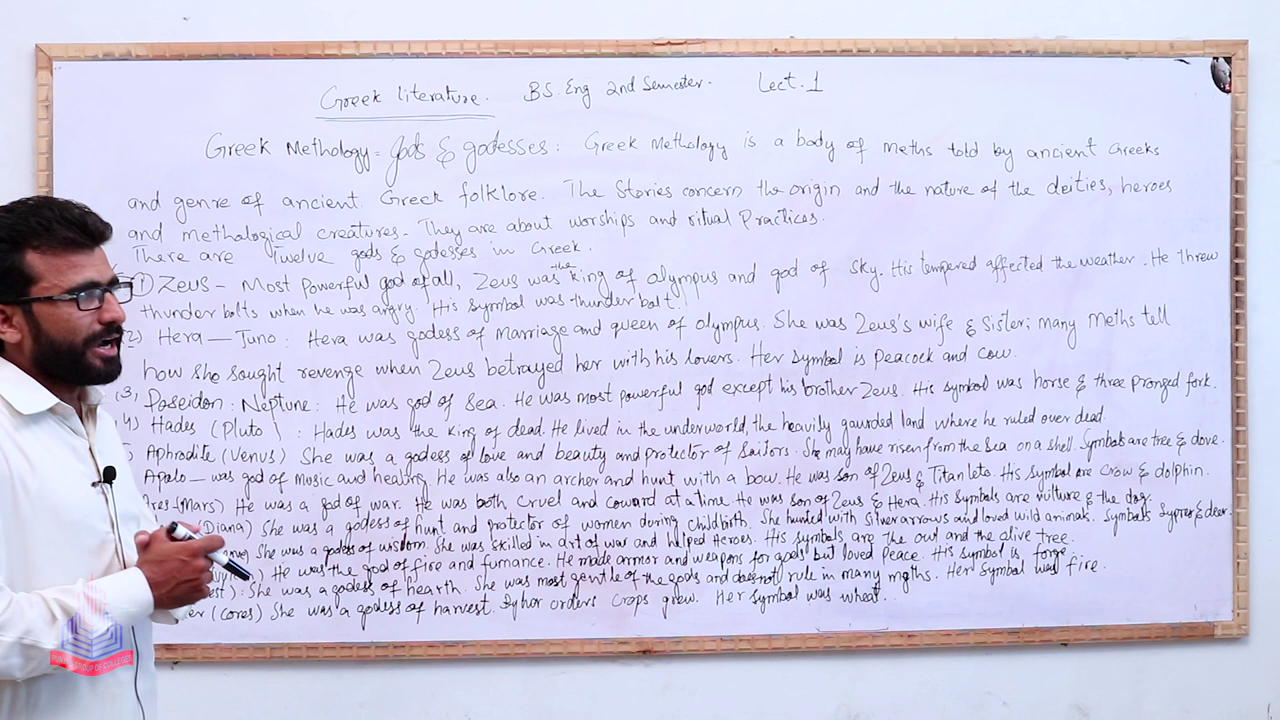 Greek Literature. BS. Eng 2nd Semester. Lect. 1
Greek Methology = gods & godesses : Greek Methology is a body of meths told by ancient Greeks
and genre of ancient Greek folklore. The Stories concern the origin and the nature of the deities, heroes
and methological creatures. They are about worships and ritual Practices.
There are Twelve gods & godesses in Greek.
① Zeus - Most powerful god of all, Zeus was the king of olympus and god of sky. His tempered affected the weather. He threw
thunder bolts when he was angry. His symbol was thunder bolt.
2) Hera - Juno : Hera was godess of marriage and queen of olympus. She was Zeus's wife & Sister; many Meths tell
how she sought revenge when Zeus betrayed her with his lovers. Her symbol is Peacock and cow.
3, Poseidon : Neptune : He was god of sea. He was most powerful god except his brother Zeus. His symbol was horse & three pronged fork.
4) Hades (Pluto) : Hades was the King of dead. He lived in the underworld, the heavily gaurded land where he ruled over dead.
Aphrodite (Venus) She was a godess of love and beauty and protector of Sailors. She may have risen from the Sea on a shell. Symbols are tree & dove.
Apolo - was god of Music and healing. He was also an archer and hunt with a bow. He was son of Zeus & Titan Leto. His symbol are Crow & dolphin.
(Mars) He was a god of war. He was both Cruel and Coward at a time. He was son of Zeus & Hera. His Symbols are vulture & the dog.
(Diana) She was a godess of hunt and protector of women during childbirth. She hunted with Silver arrows and loved wild animals. Symbols Sypres & dear.
She was a godess of wisdom. She was skilled in art of war and helped Heroes. His symbols are the owl and the alive tree.
He was the god of fire and furnance. He made armor and weapons for gods but loved peace. His symbol is forge.
She was a godess of hearth. She was most gentle of the gods and does not rule in many myths. Her Symbol was fire.
(Cores) She was a godess of harvest. orders Crops grew. Her symbol was wheat.
GROUP OF COLLEGES